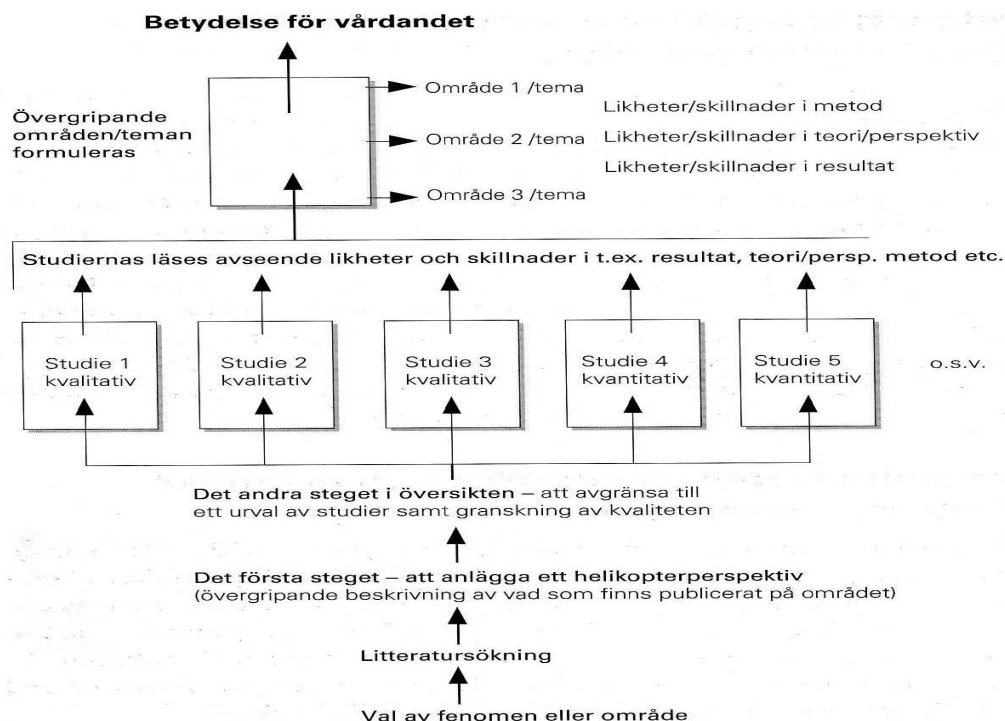 Betydelse för vårdandet
Område 1 /tema
Övergripande
områden/teman
formuleras
Likheter/skillnader i metod
Område 2 /tema
Likheter/skillnader i teori/perspektiv
Likheter/skillnader i resultat
Område 3 /tema
Studiernas läses avseende likheter och skillnader i t.ex. resultat, teori/persp. metod etc.
Studie 1
kvalitativ
Studie 2
kvalitativ
Studie 3
kvalitativ
Studie 4
kvantitativ
Studie 5
kvantitativ
o.s.v.
Det andra steget i översikten – att avgränsa till
ett urval av studier samt granskning av kvaliteten
Det första steget – att anlägga ett helikopterperspektiv
(övergripande beskrivning av vad som finns publicerat på området)
Litteratursökning
Val av fenomen eller område